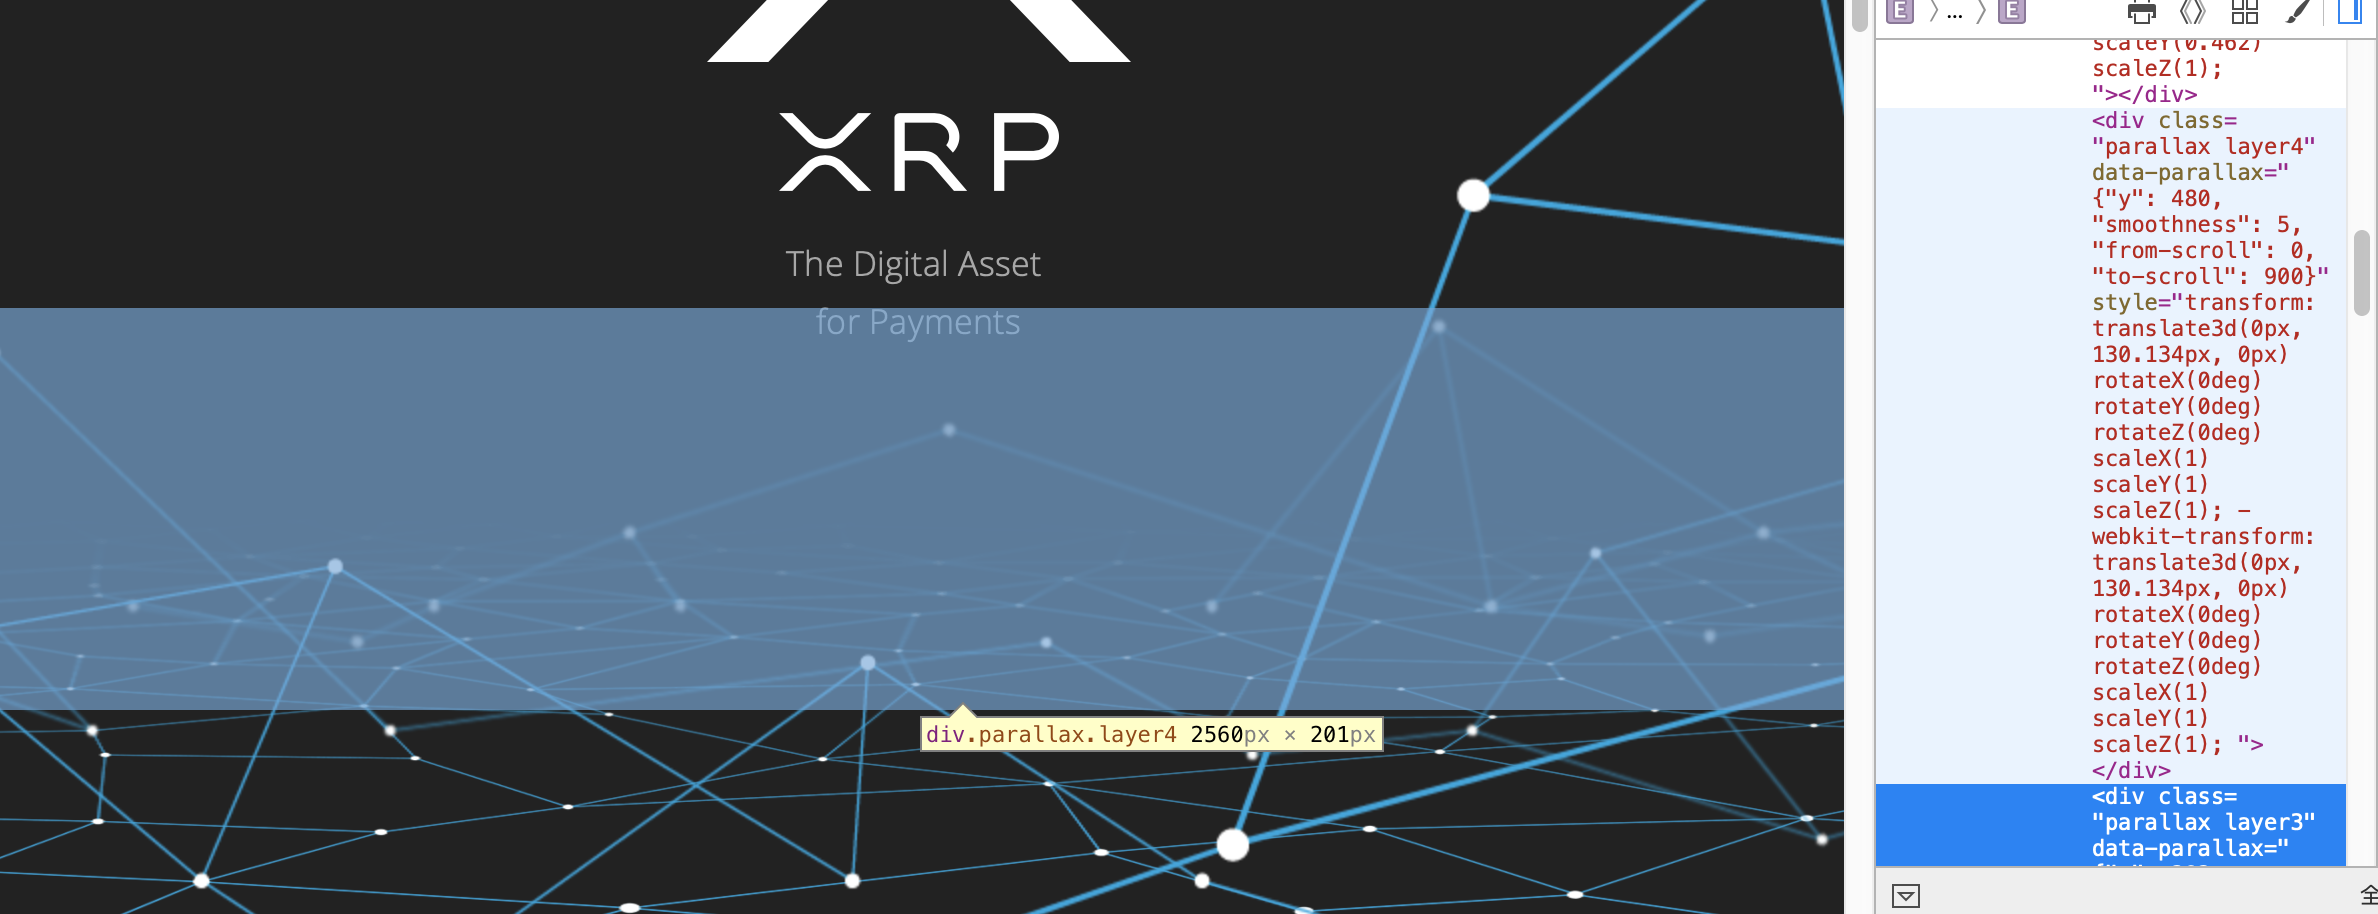 XRP
The Digital Asset
for Payments
div.parallax.layer4 2560px × 201px
E
...
E
scaleY(0.462)
scaleZ(1);
"></div>
<div class=
"parallax layer4"
data-parallax="
{"y": 480,
"smoothness": 5,
"from-scroll": 0,
"to-scroll": 900}"
style="transform:
translate3d(0px,
130.134px, 0px)
rotateX(0deg)
rotateY(0deg)
rotateZ(0deg)
scaleX(1)
scaleY(1)
scaleZ(1); -
webkit-transform:
translate3d(0px,
130.134px, 0px)
rotateX(0deg)
rotateY(0deg)
rotateZ(0deg)
scaleX(1)
scaleY(1)
scaleZ(1); ">
</div>
<div class=
"parallax layer3"
data-parallax="
全